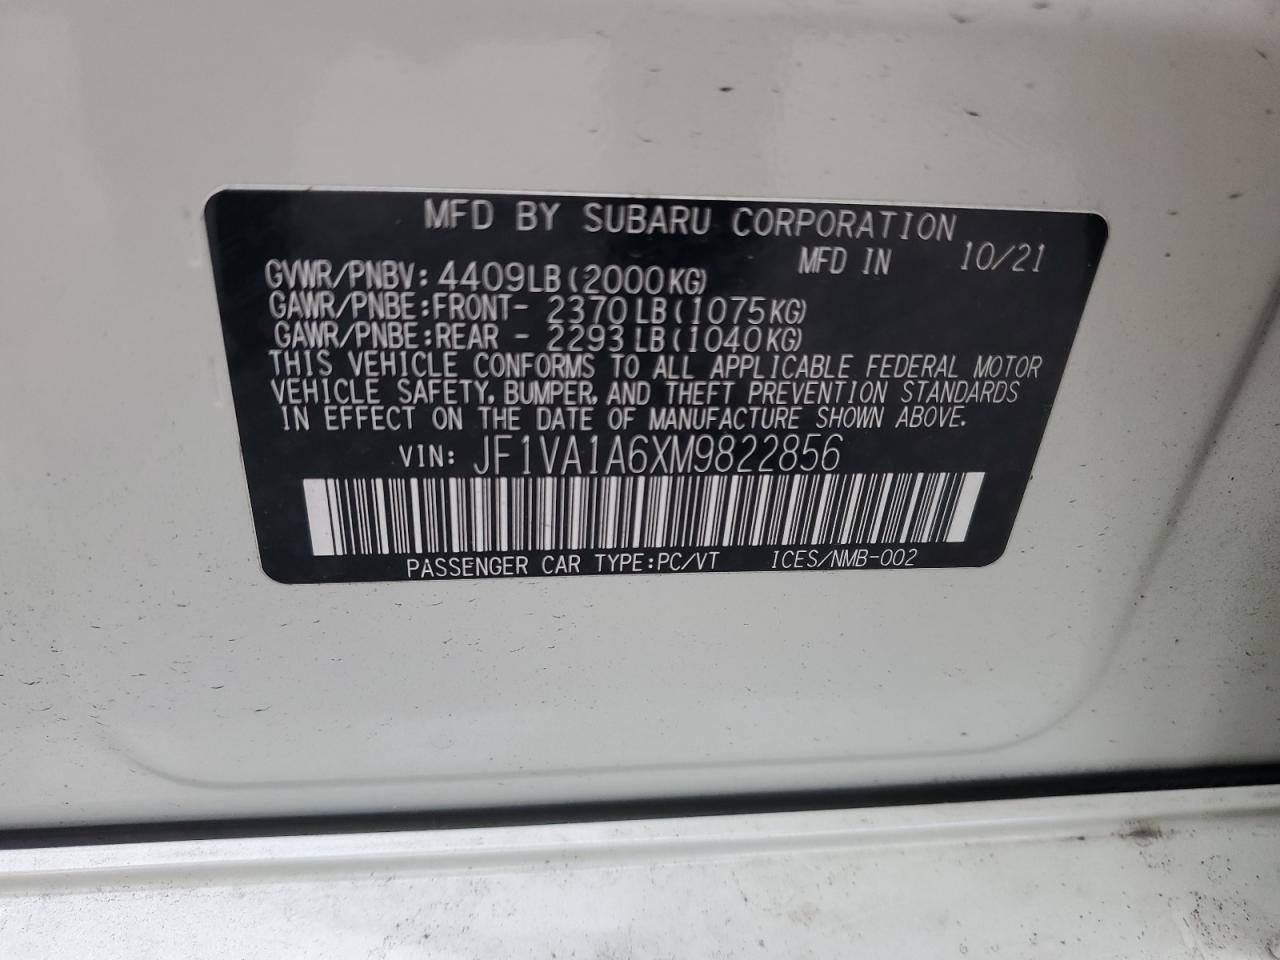 MFD BY SUBARU CORPORATION
MFD IN 10/21
GVWR/PNBV: 4409LB(2000KG)
GAWR/PNBE:FRONT- 2370LB(1075KG)
GAWR/PNBE:REAR - 2293LB(1040KG)
THIS VEHICLE CONFORMS TO ALL APPLICABLE FEDERAL MOTOR
VEHICLE SAFETY, BUMPER, AND THEFT PREVENTION STANDARDS
IN EFFECT ON THE DATE OF MANUFACTURE SHOWN ABOVE.
VIN: JF1VA1A6XM9822856
PASSENGER CAR TYPE:PC/VT ICES/NMB-002